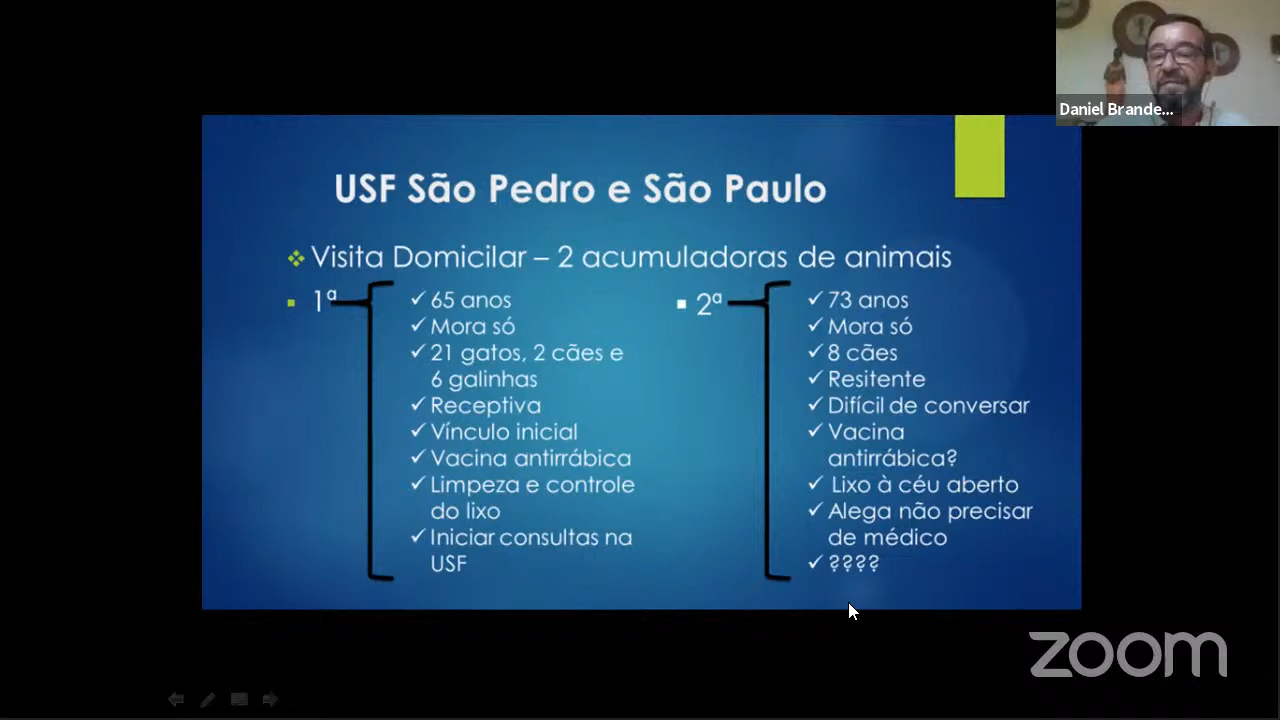 Daniel Brande...
USF São Pedro e São Paulo
Visita Domicilar – 2 acumuladoras de animais
1ª
65 anos
Mora só
21 gatos, 2 cães e
6 galinhas
Receptiva
Vínculo inicial
Vacina antirrábica
Limpeza e controle
do lixo
Iniciar consultas na
USF
2ª
73 anos
Mora só
8 cães
Resitente
Difícil de conversar
Vacina
antirrábica?
Lixo à céu aberto
Alega não precisar
de médico
????
zoom